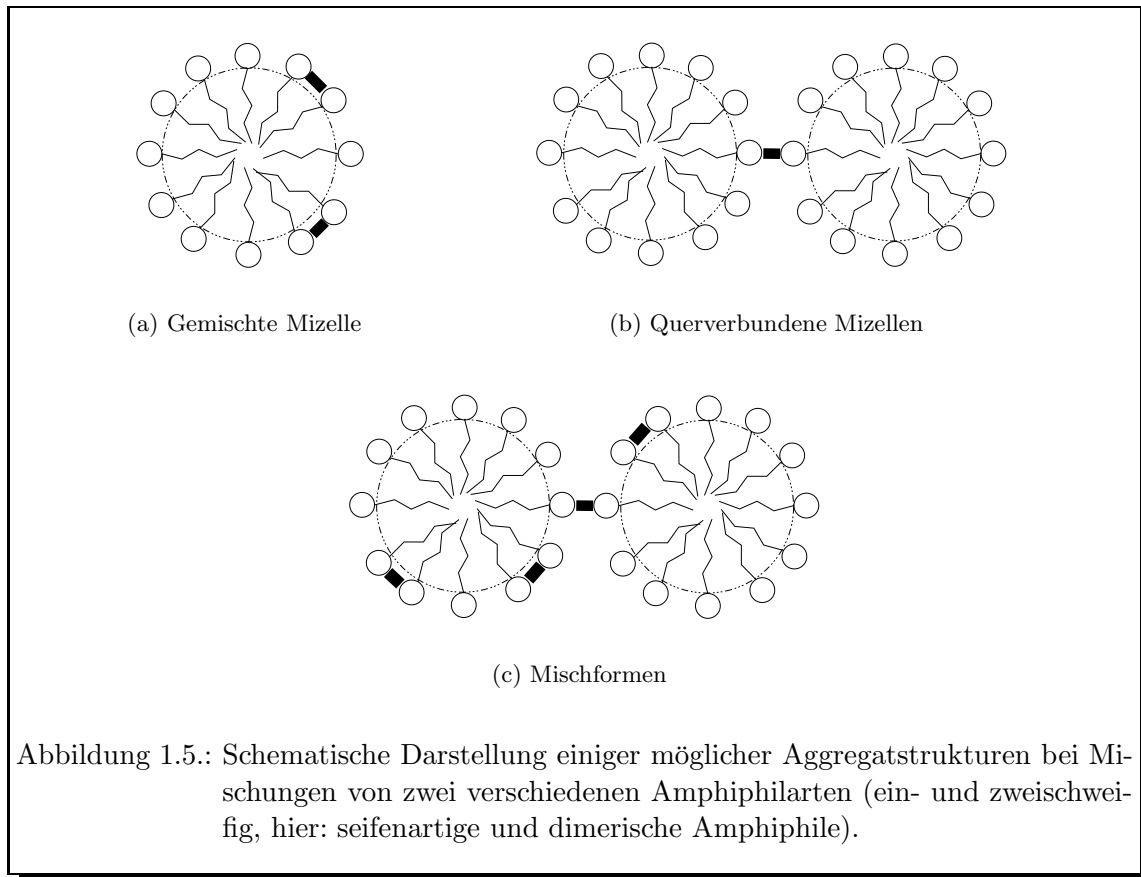 (a) Gemischte Mizelle
(b) Querverbundene Mizellen
(c) Mischformen
Abbildung 1.5.: Schematische Darstellung einiger möglicher Aggregatstrukturen bei Mi-
schungen von zwei verschiedenen Amphiphilarten (ein- und zweischwei-
fig, hier: seifenartige und dimerische Amphiphile).